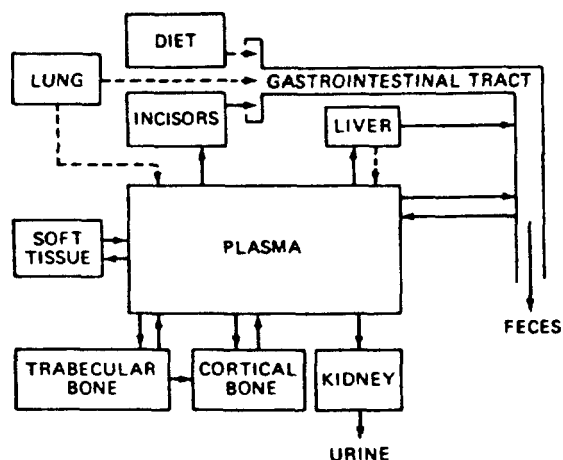 DIET
LUNG
GASTROINTESTINAL TRACT
INCISORS
LIVER
SOFT
TISSUE
PLASMA
FECES
TRABECULAR
BONE
CORTICAL
BONE
KIDNEY
URINE